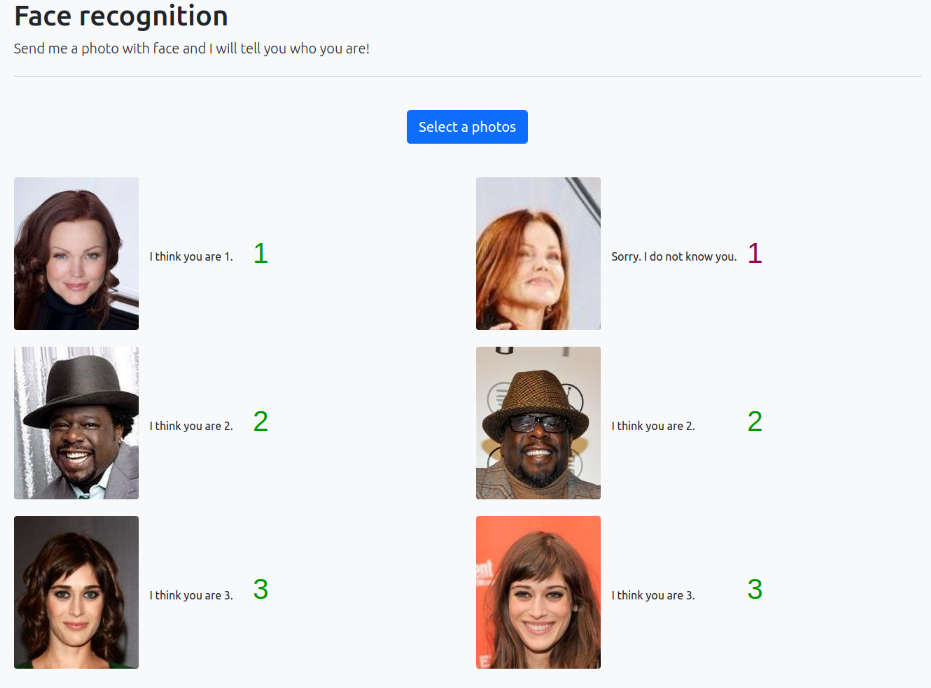 Face recognition
Send me a photo with face and I will tell you who you are!
Select a photos
I think you are 1. 1
Sorry. I do not know you. 1
I think you are 2. 2
I think you are 2. 2
I think you are 3. 3
I think you are 3. 3